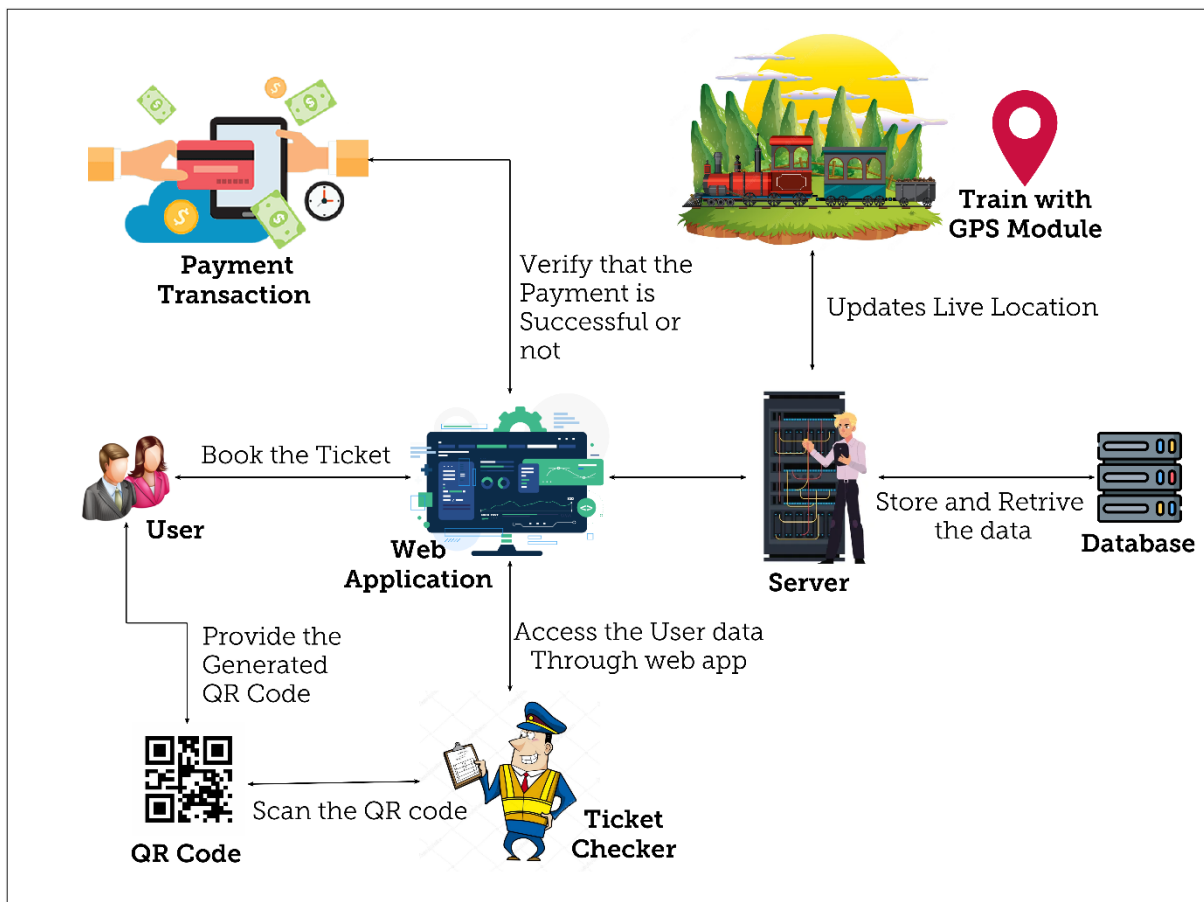 Payment
Transaction
Train with
GPS Module
Verify that the
Payment is
Successful or
not
Updates Live Location
Book the Ticket
User
Web
Application
Server
Store and Retrive
the data
Database
Provide the
Generated
QR Code
Access the User data
Through web app
Scan the QR code
QR Code
Ticket
Checker